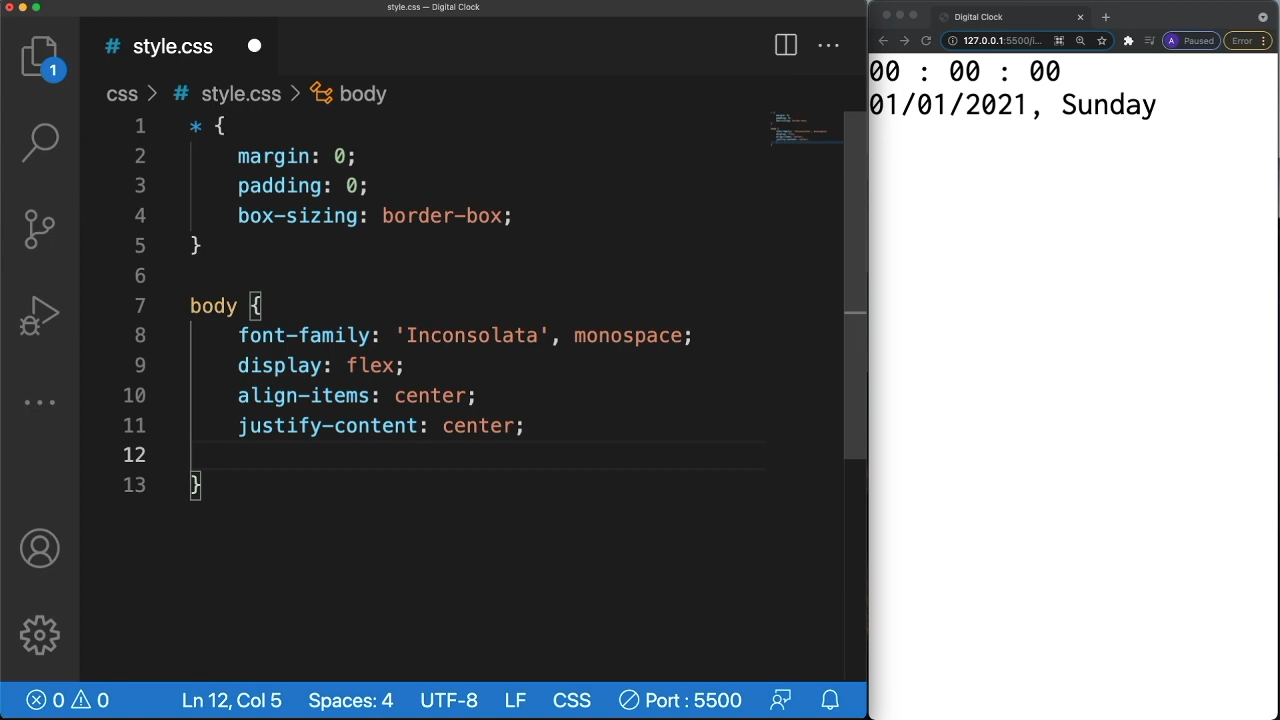 style.css — Digital Clock
# style.css
css > # style.css > body
1 * {
2     margin: 0;
3     padding: 0;
4     box-sizing: border-box;
5 }
6
7 body {
8     font-family: 'Inconsolata', monospace;
9     display: flex;
10     align-items: center;
11     justify-content: center;
12
13 }
1
0 0 Ln 12, Col 5 Spaces: 4 UTF-8 LF CSS Port : 5500
Digital Clock
127.0.0.1:5500/i... A Paused Error
00 : 00 : 00
01/01/2021, Sunday